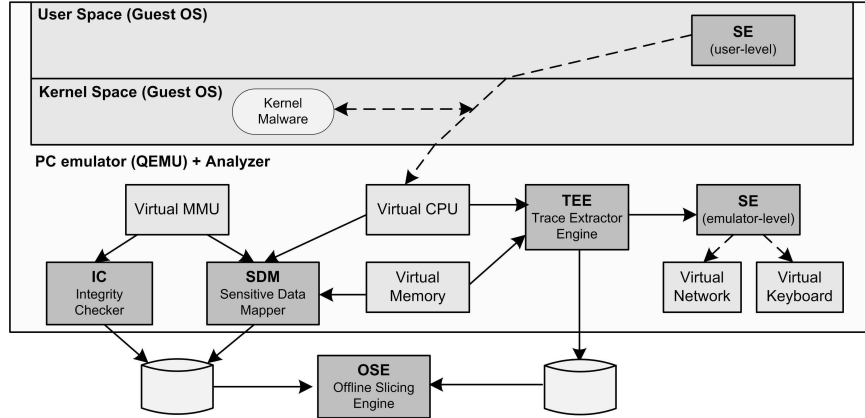 User Space (Guest OS)
SE
(user-level)
Kernel Space (Guest OS)
Kernel
Malware
PC emulator (QEMU) + Analyzer
Virtual MMU
Virtual CPU
TEE
Trace Extractor
Engine
SE
(emulator-level)
IC
Integrity
Checker
SDM
Sensitive Data
Mapper
Virtual
Memory
Virtual
Network
Virtual
Keyboard
OSE
Offline Slicing
Engine